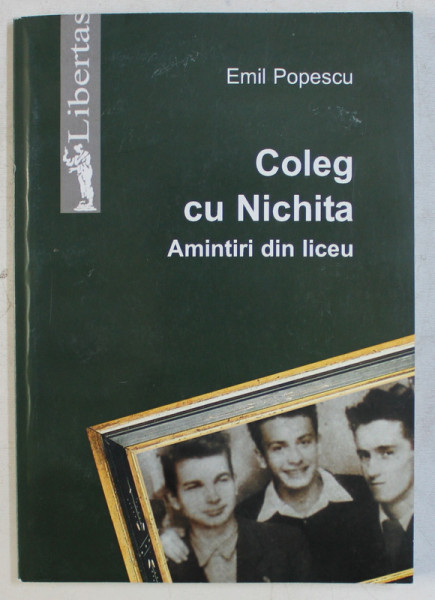 Libertas
Emil Popescu
Coleg
cu Nichita
Amintiri din liceu